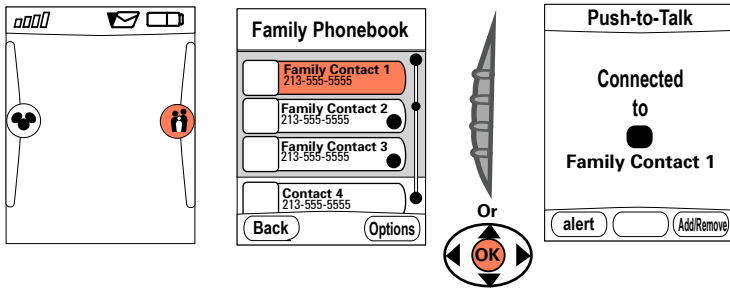 Family Phonebook
Family Contact 1
213-555-5555
Family Contact 2
213-555-5555
Family Contact 3
213-555-5555
Contact 4
213-555-5555
Back
Options
Or
OK
Push-to-Talk
Connected
to
Family Contact 1
alert
Add/Remove